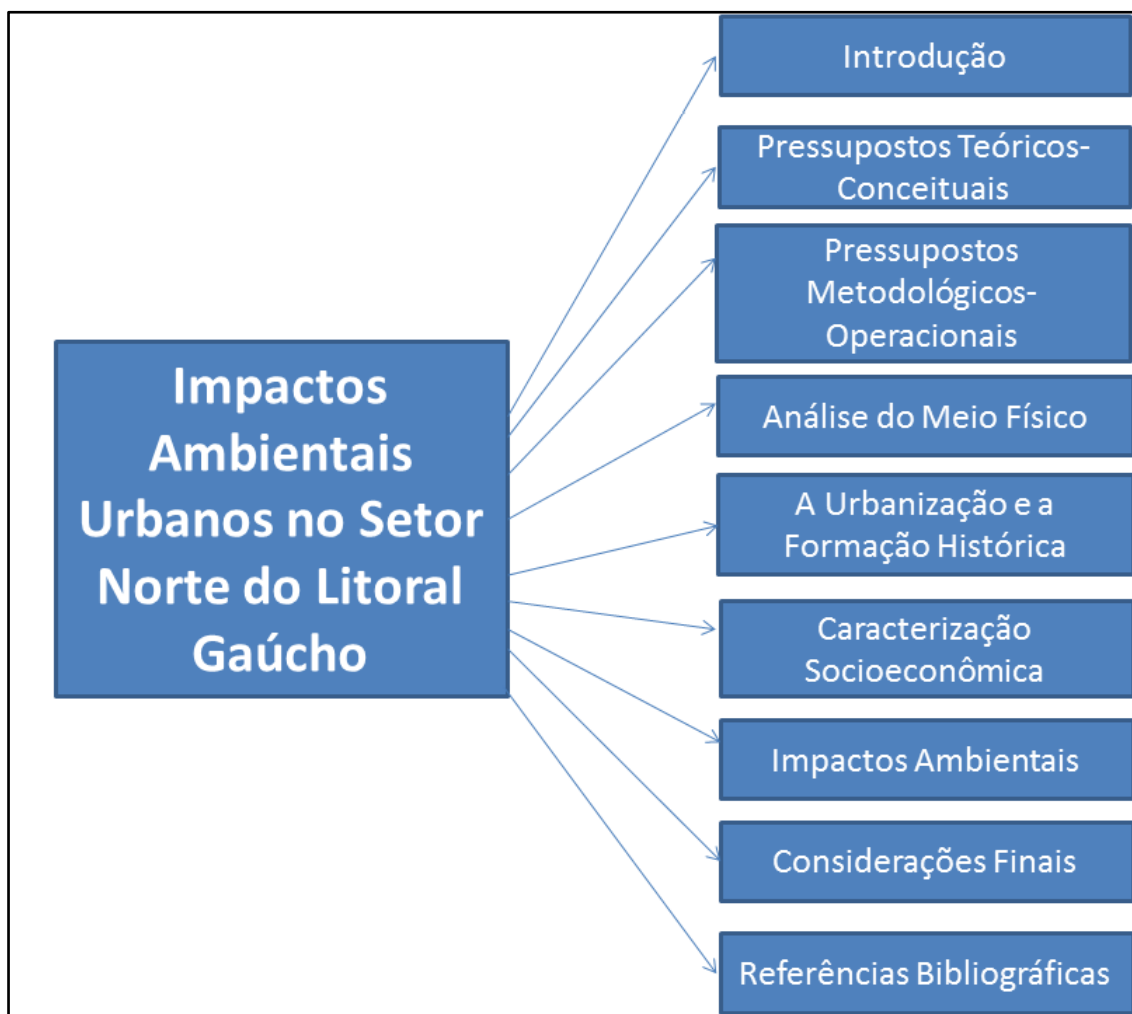 Impactos
Ambientais
Urbanos no Setor
Norte do Litoral
Gaúcho
Introdução
Pressupostos Teóricos-
Conceituais
Pressupostos
Metodológicos-
Operacionais
Análise do Meio Físico
A Urbanização e a
Formação Histórica
Caracterização
Socioeconômica
Impactos Ambientais
Considerações Finais
Referências Bibliográficas